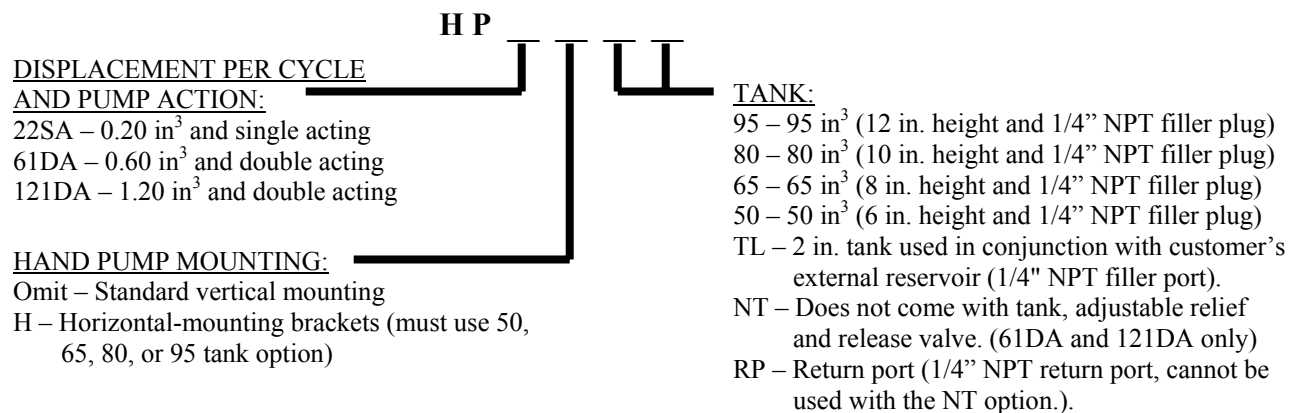 H P _ _ _ _
DISPLACEMENT PER CYCLE
AND PUMP ACTION:
22SA – 0.20 in³ and single acting
61DA – 0.60 in³ and double acting
121DA – 1.20 in³ and double acting
HAND PUMP MOUNTING:
Omit – Standard vertical mounting
H – Horizontal-mounting brackets (must use 50,
65, 80, or 95 tank option)
TANK:
95 – 95 in³ (12 in. height and 1/4” NPT filler plug)
80 – 80 in³ (10 in. height and 1/4” NPT filler plug)
65 – 65 in³ (8 in. height and 1/4” NPT filler plug)
50 – 50 in³ (6 in. height and 1/4” NPT filler plug)
TL – 2 in. tank used in conjunction with customer’s
external reservoir (1/4" NPT filler port).
NT – Does not come with tank, adjustable relief
and release valve. (61DA and 121DA only)
RP – Return port (1/4” NPT return port, cannot be
used with the NT option.).